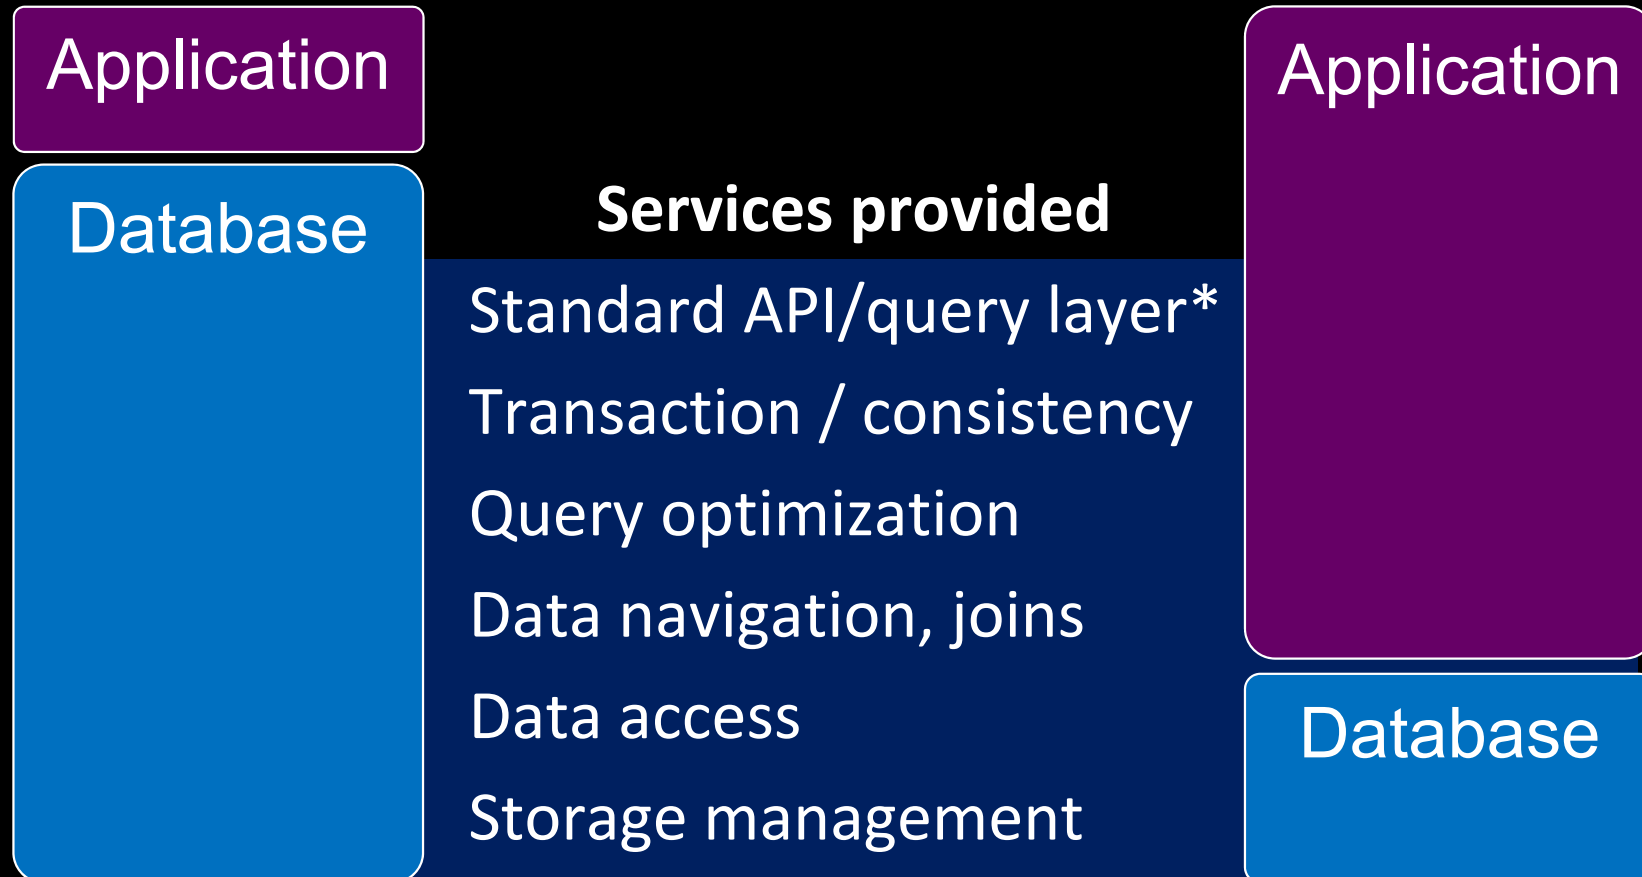 Application
Database
Services provided
Standard API/query layer*
Transaction / consistency
Query optimization
Data navigation, joins
Data access
Storage management
Application
Database